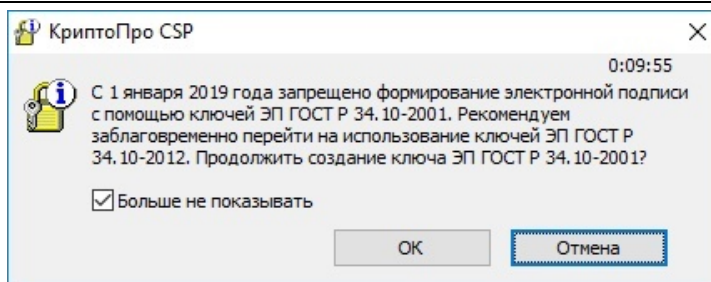 КриптоПро CSP
0:09:55
С 1 января 2019 года запрещено формирование электронной подписи
с помощью ключей ЭП ГОСТ Р 34.10-2001. Рекомендуем
заблаговременно перейти на использование ключей ЭП ГОСТ Р
34.10-2012. Продолжить создание ключа ЭП ГОСТ Р 34.10-2001?
Больше не показывать
ОК Отмена